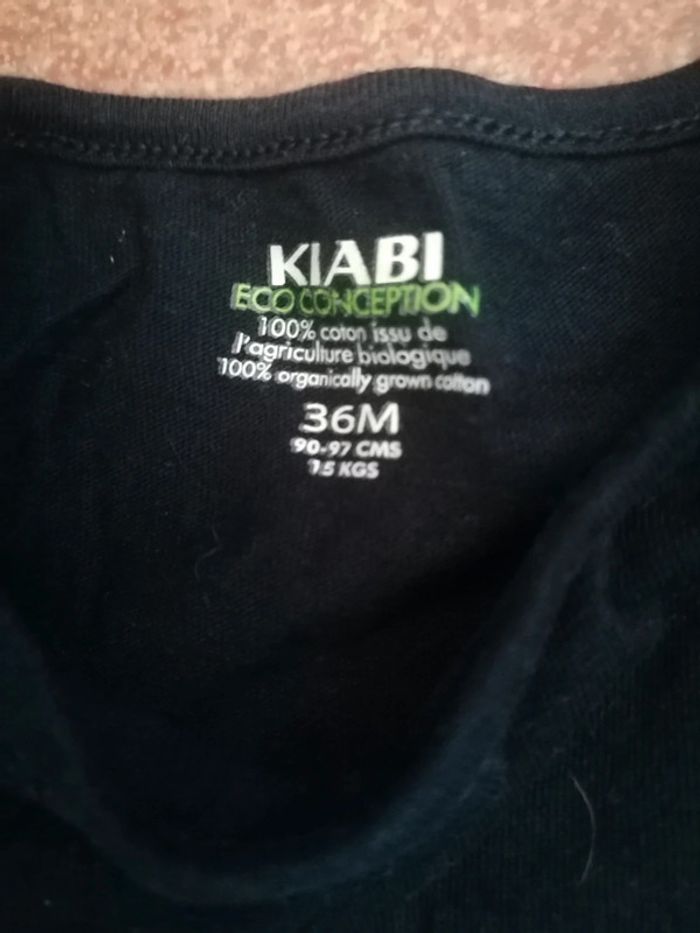 KIABI
ECO CONCEPTION
100% coton issu de
l'agriculture biologique
100% organically grown cotton
36M
90-97 CMS
15 KGS